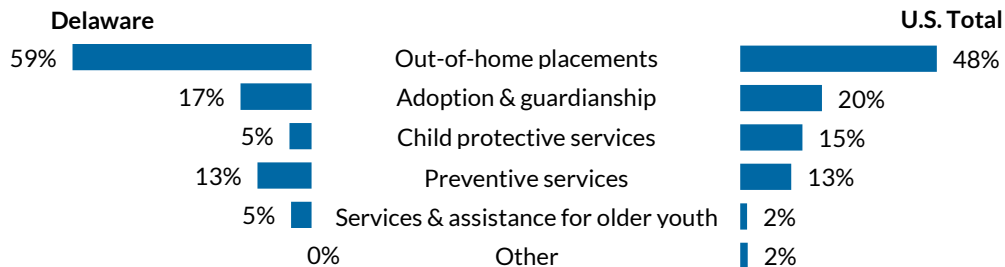 Delaware U.S. Total
59% Out-of-home placements 48%
17% Adoption & guardianship 20%
5% Child protective services 15%
13% Preventive services 13%
5% Services & assistance for older youth 2%
0% Other 2%